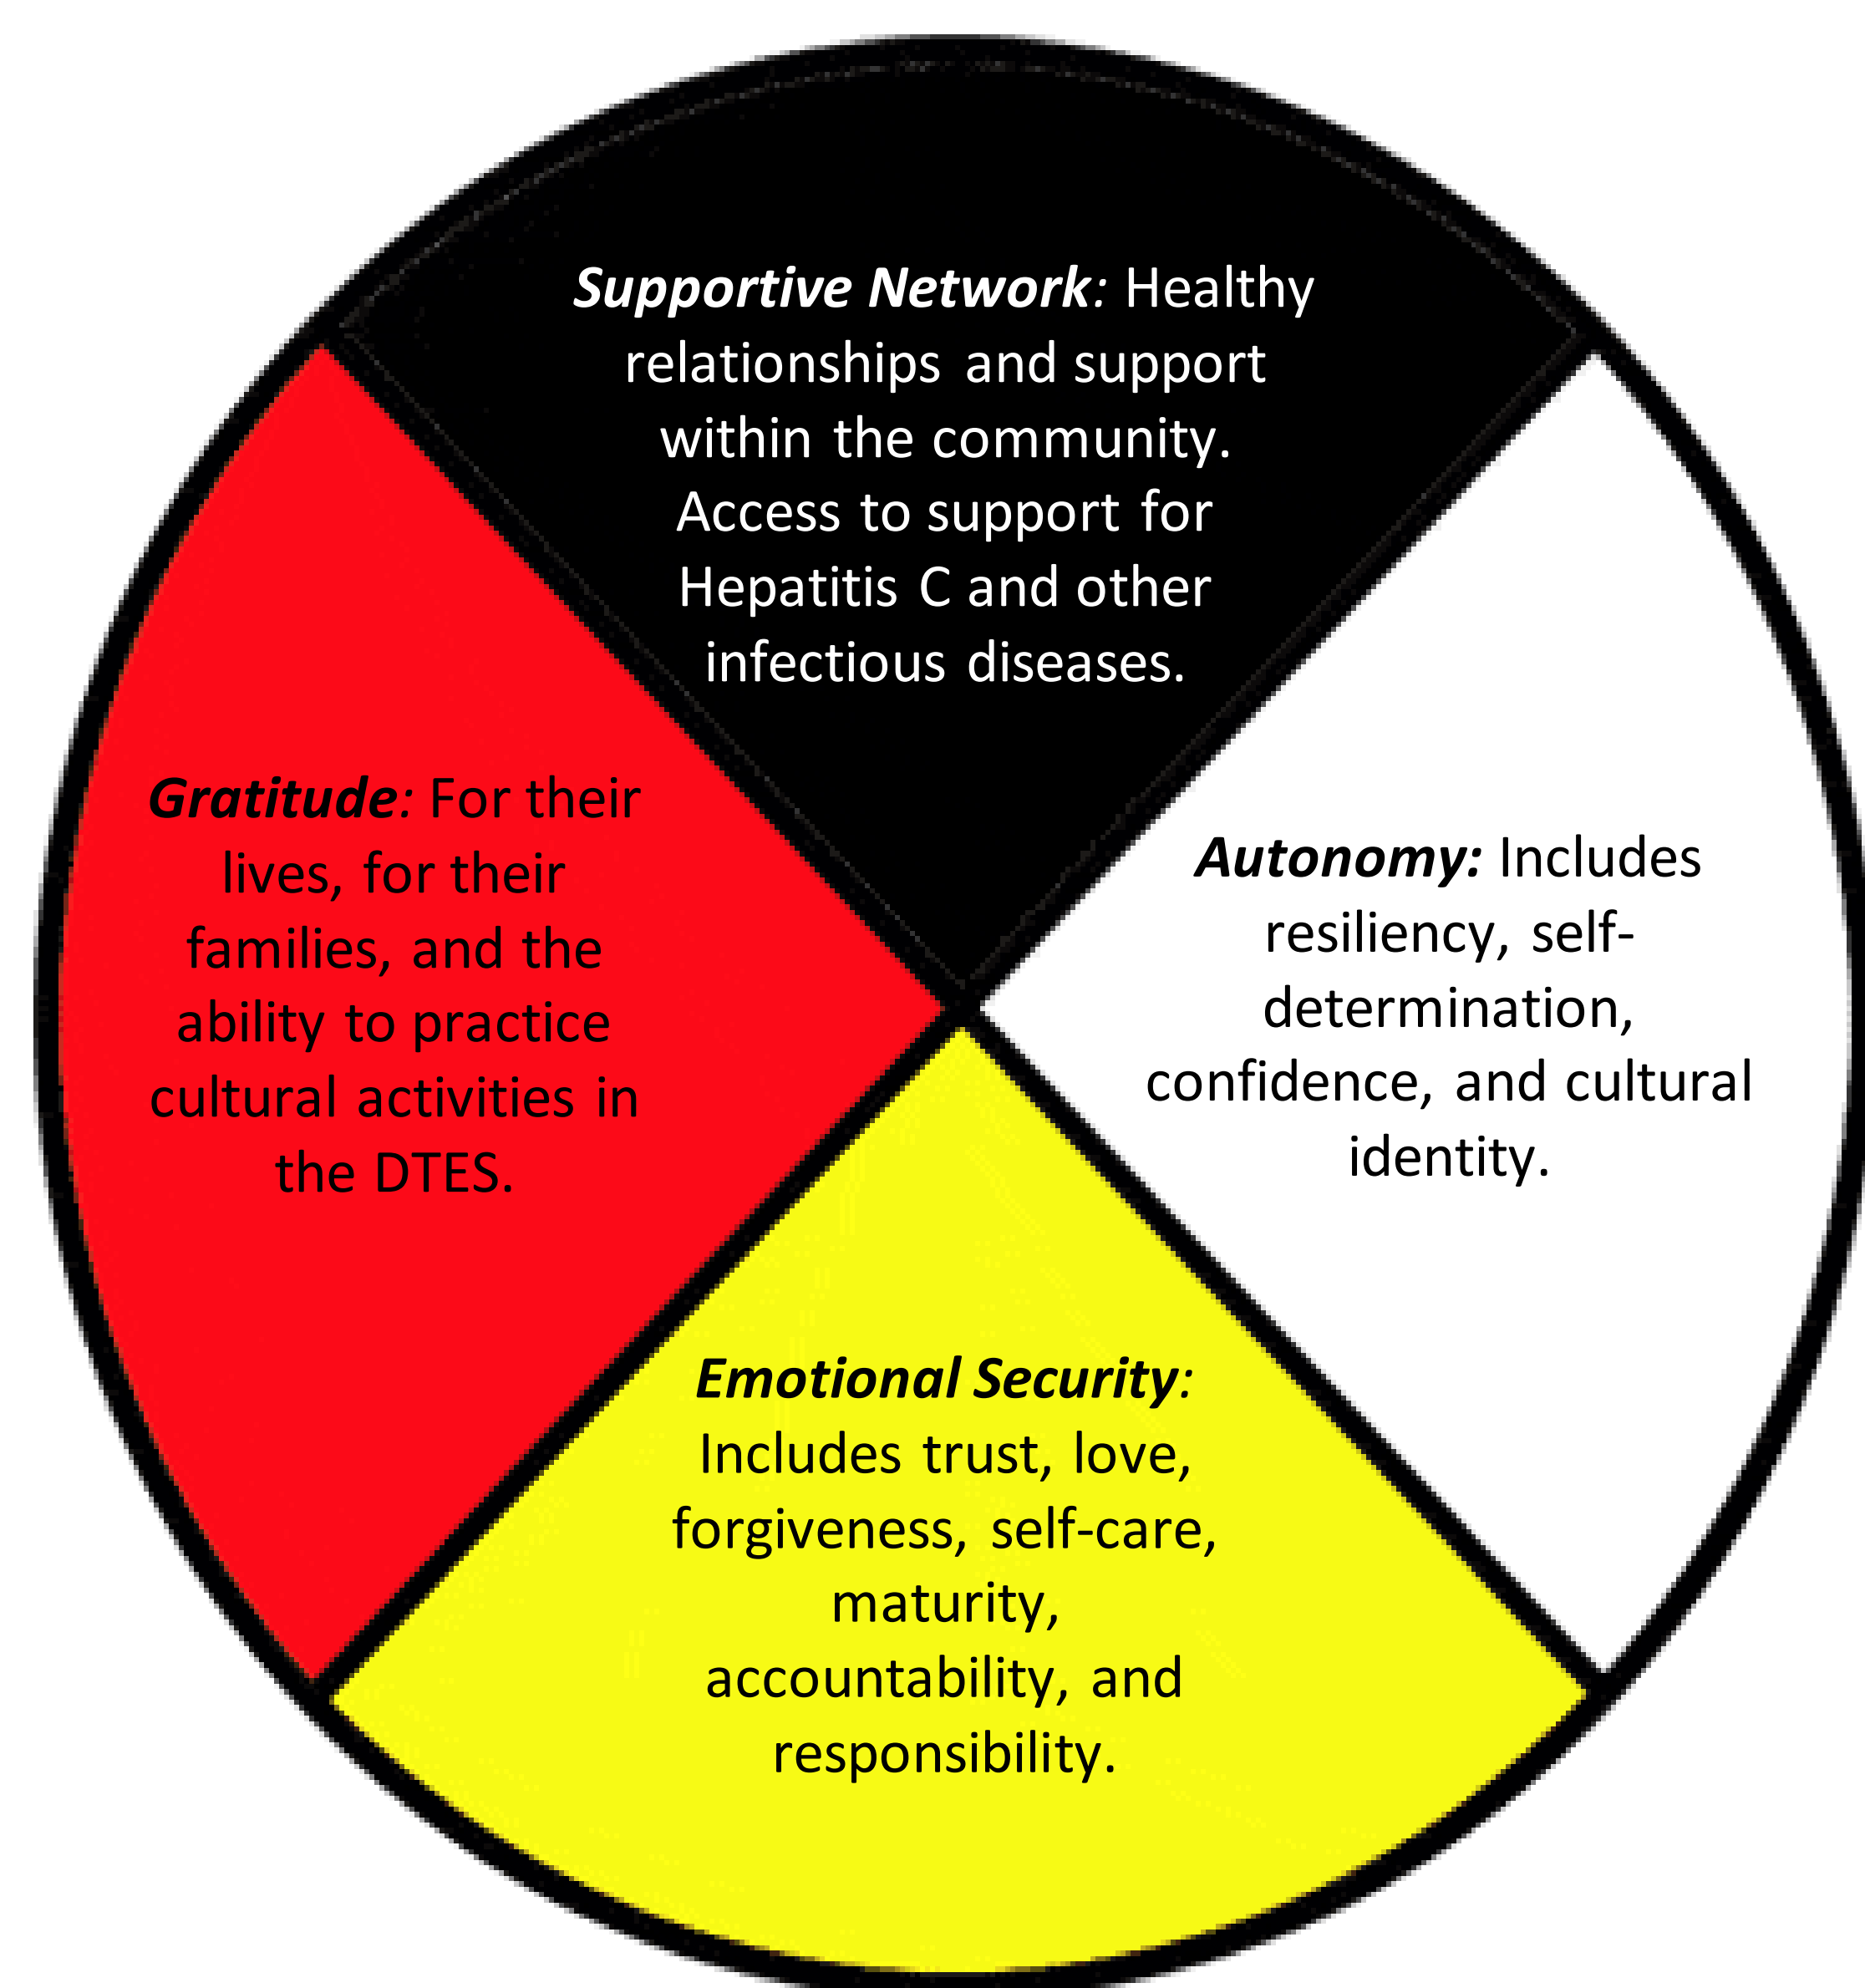 Supportive Network: Healthy
relationships and support
within the community.
Access to support for
Hepatitis C and other
infectious diseases.
Gratitude: For their
lives, for their
families, and the
ability to practice
cultural activities in
the DTES.
Autonomy: Includes
resiliency, self-
determination,
confidence, and cultural
identity.
Emotional Security:
Includes trust, love,
forgiveness, self-care,
maturity,
accountability, and
responsibility.